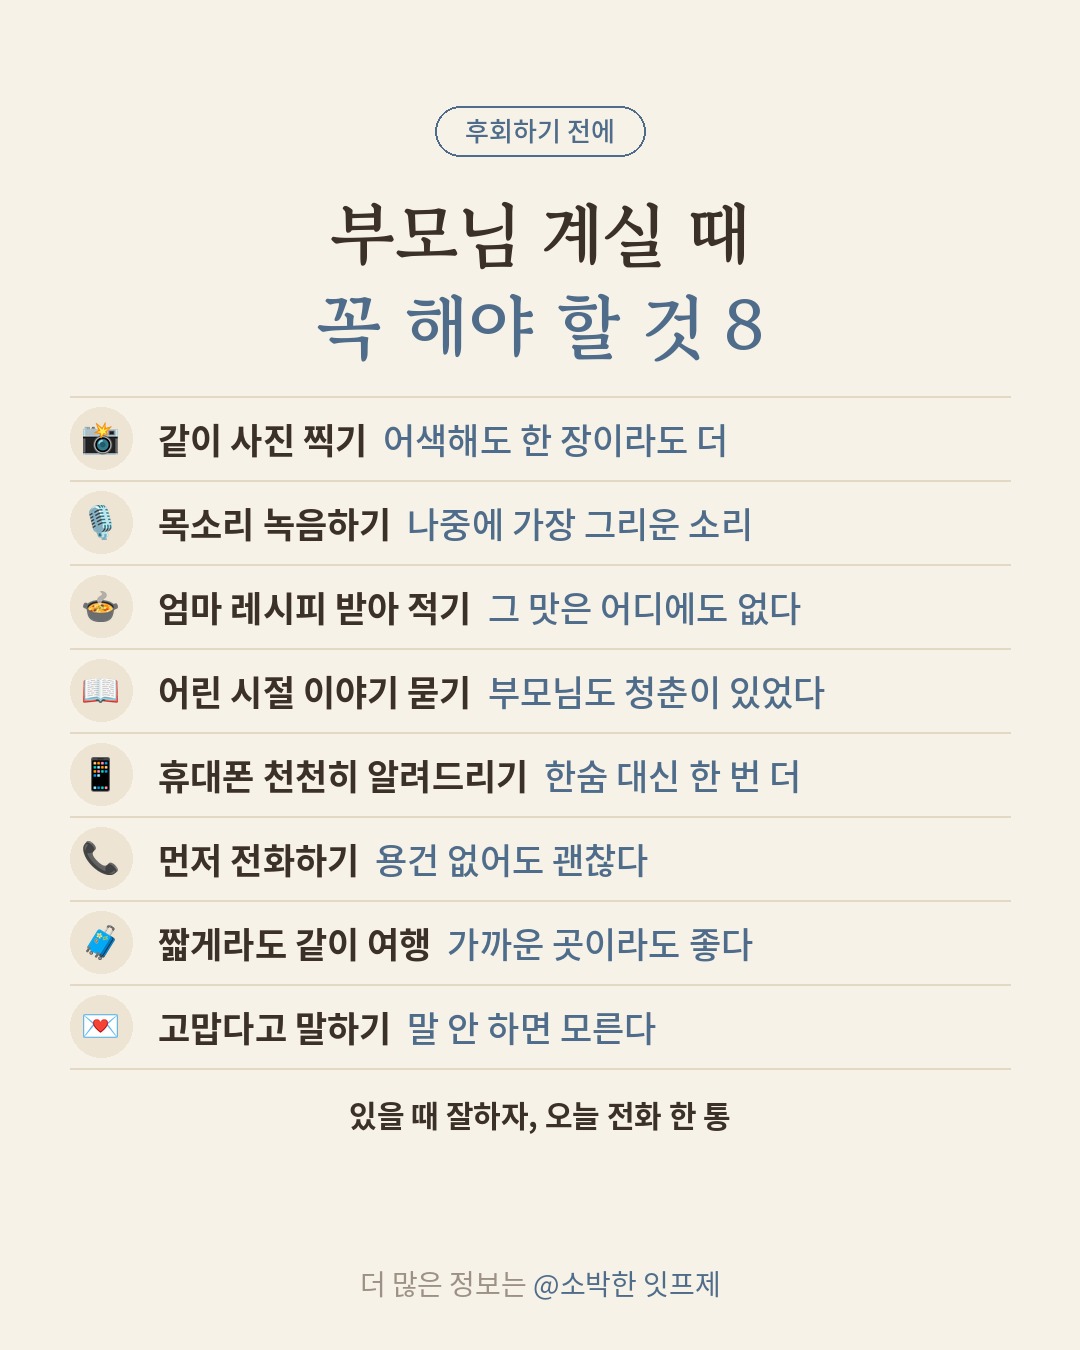 후회하기 전에
부모님 계실 때
꼭 해야 할 것 8
같이 사진 찍기 어색해도 한 장이라도 더
목소리 녹음하기 나중에 가장 그리운 소리
엄마 레시피 받아 적기 그 맛은 어디에도 없다
어린 시절 이야기 묻기 부모님도 청춘이 있었다
휴대폰 천천히 알려드리기 한숨 대신 한 번 더
먼저 전화하기 용건 없어도 괜찮다
짧게라도 같이 여행 가까운 곳이라도 좋다
고맙다고 말하기 말 안 하면 모른다
있을 때 잘하자, 오늘 전화 한 통
더 많은 정보는 @소박한 잇프제